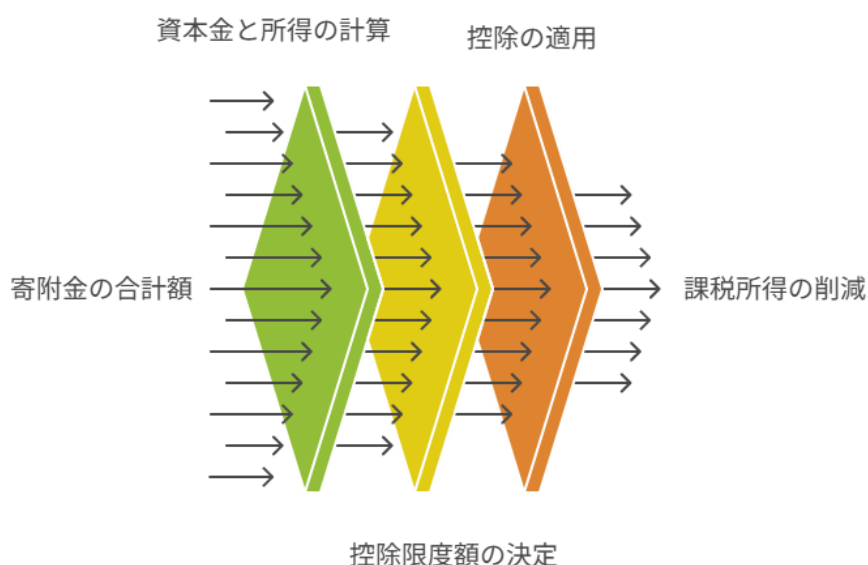 資本金と所得の計算
控除の適用
寄附金の合計額
課税所得の削減
控除限度額の決定